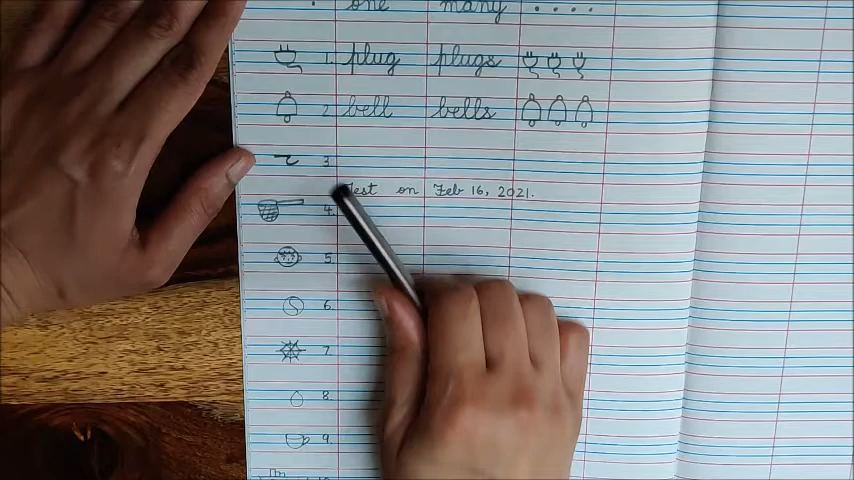 one many ....
1. plug plugs
2. bell bells
3.
Test on Feb 16, 2021.
4.
5.
6.
7.
8
9.